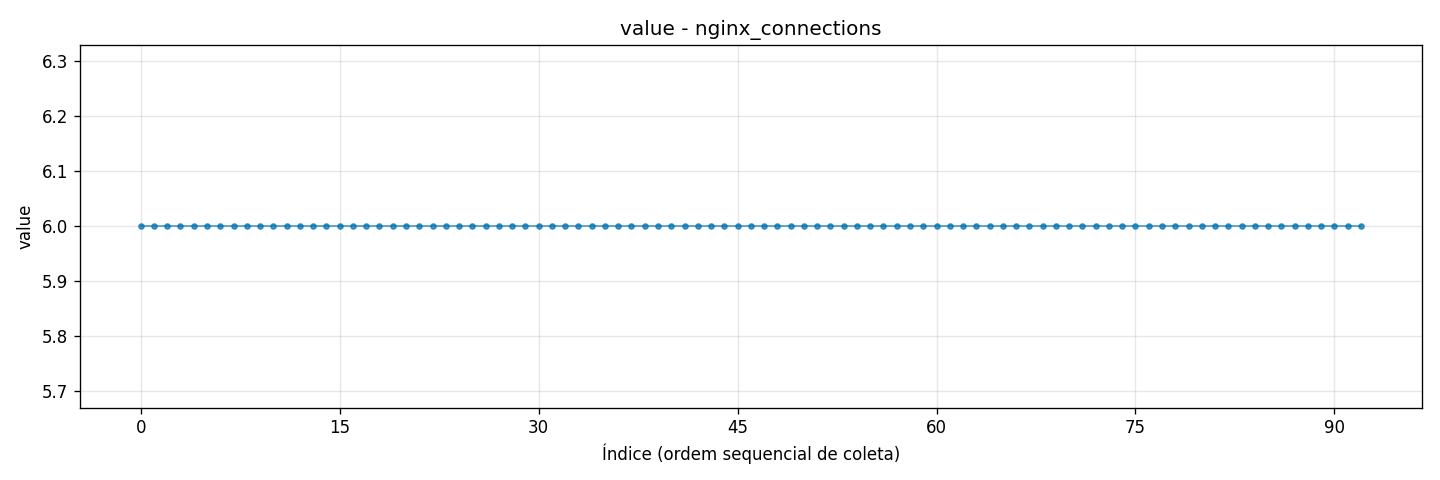 value - nginx_connections
6.3
6.2
6.1
6.0
5.9
5.8
5.7
value
0 15 30 45 60 75 90
Índice (ordem sequencial de coleta)